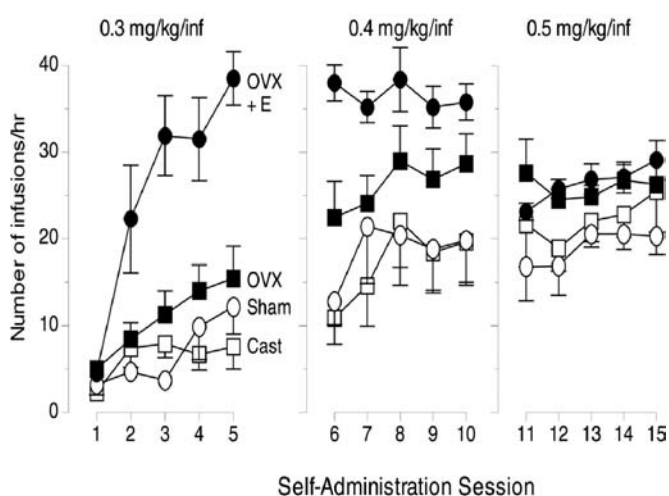 0.3 mg/kg/inf 0.4 mg/kg/inf 0.5 mg/kg/inf
Number of infusions/hr
40
30
20
10
0
OVX
+ E
OVX
Sham
Cast
1 2 3 4 5 6 7 8 9 10 11 12 13 14 15
Self-Administration Session